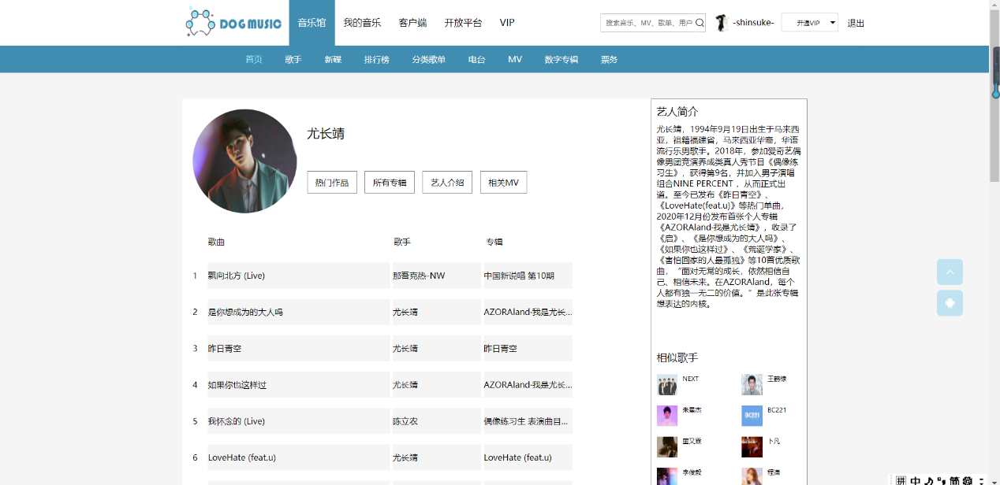 DOG MUSIC 音乐馆 我的音乐 客户端 开放平台 VIP 搜索音乐、MV、歌单、用户 -shinsuke- 开通VIP 退出
首页 歌手 新碟 排行榜 分类歌单 电台 MV 数字专辑 票务
尤长靖
热门作品 所有专辑 艺人介绍 相关MV
歌曲 歌手 专辑
1 飘向北方 (Live) 那吾克热-NW 中国新说唱 第10期
2 是你想成为的大人吗 尤长靖 AZORAland·我是尤长...
3 昨日青空 尤长靖 昨日青空
4 如果你也这样过 尤长靖 AZORAland·我是尤长...
5 我怀念的 (Live) 陈立农 偶像练习生 表演曲目...
6 LoveHate (feat.u) 尤长靖 LoveHate (feat.u)
艺人简介
尤长靖，1994年9月19日出生于马来西
亚，祖籍福建省，马来西亚华裔，华语
流行乐男歌手。2018年，参加爱奇艺偶
像男团竞演养成类真人秀节目《偶像练
习生》，获得第9名，并加入男子演唱
组合NINE PERCENT ，从而正式出
道。至今已发布《昨日青空》、
《LoveHate(feat.u)》等热门单曲，
2020年12月份发布首张个人专辑
《AZORAland·我是尤长靖》，收录了
《启》、《是你想成为的大人吗》、
《如果你也这样过》、《荒诞学家》、
《害怕回家的人最孤独》等10首优质歌
曲，“面对无常的成长，依然相信自
己、相信未来。在AZORAland，每个
人都有独一无二的价值。”是此张专辑
想表达的内核。
相似歌手
NEXT 王鹤棣
朱星杰 BC221
BC221
董又霖 卜凡
李俊毅 程潇
拼 中 简